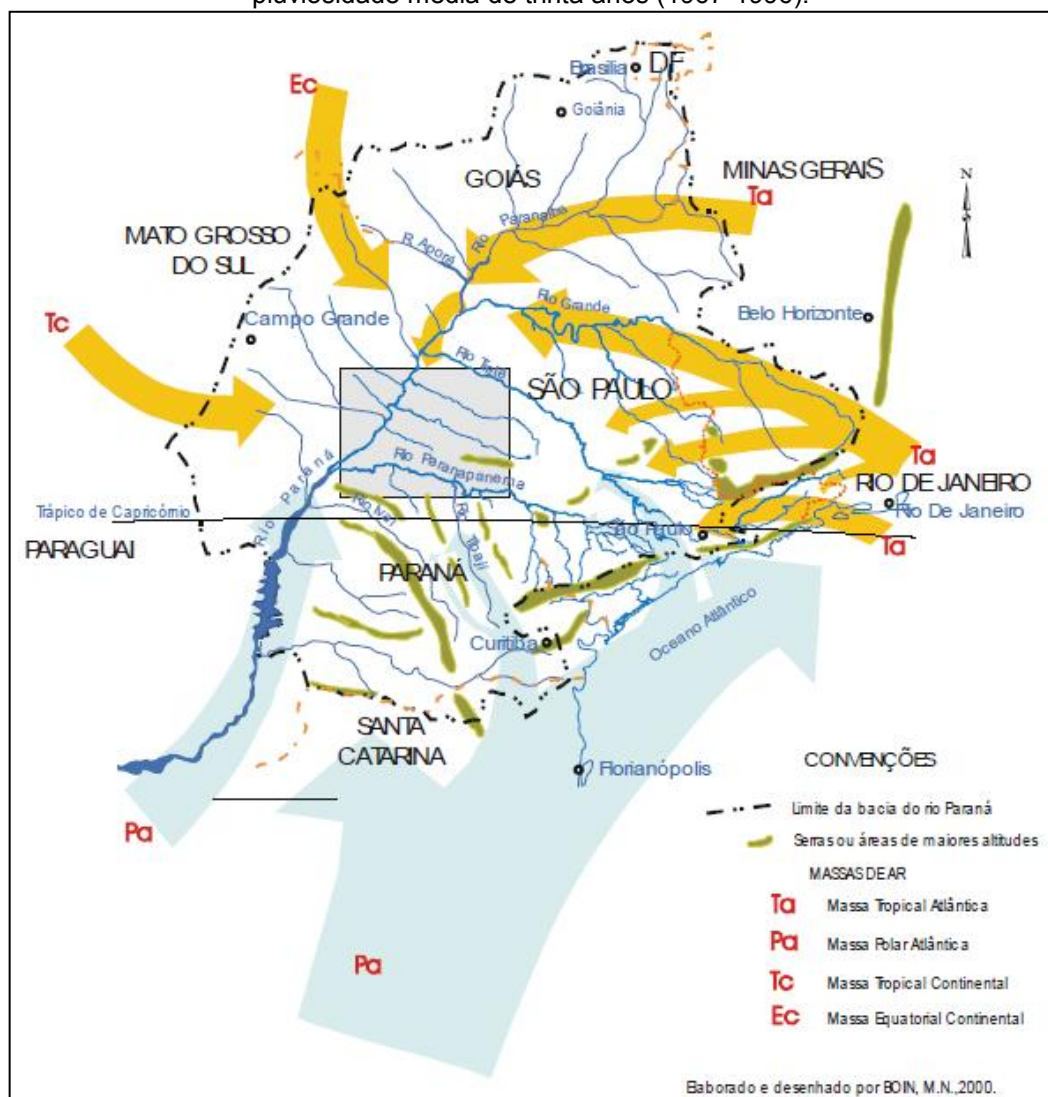 pluviosidade média de trinta anos (1967-1996).
Ec
Brasília
DF
Goiânia
GOIÁS
MINAS GERAIS
Ta
N
MATO GROSSO
DO SUL
R. Aporé
Rio Paranaíba
Tc
Campo Grande
Rio Grande
Belo Horizonte
Rio Tietê
SÃO PAULO
Rio Paranapanema
Ta
RIO DE JANEIRO
Rio De Janeiro
Trápico de Capricórnio
Rio Paraná
São Paulo
Ta
PARAGUAI
Rio Tibaji
PARANÁ
Oceano Atlântico
Curitiba
SANTA
CATARINA
Florianópolis
Pa
Pa
CONVENÇÕES
Limite da bacia do rio Paraná
Serras ou áreas de maiores altitudes
MASSAS DE AR
Ta Massa Tropical Atlântica
Pa Massa Polar Atlântica
Tc Massa Tropical Continental
Ec Massa Equatorial Continental
Elaborado e desenhado por BOIN, M.N.,2000.